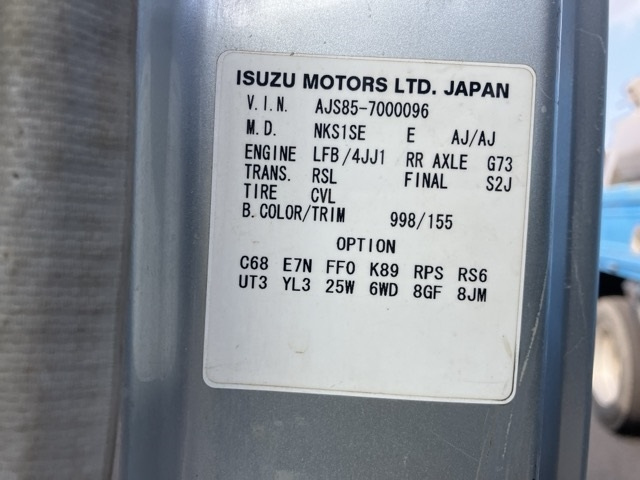 ISUZU MOTORS LTD. JAPAN
V.I.N. AJS85-7000096
M.D. NKS1SE E AJ/AJ
ENGINE LFB/4JJ1 RR AXLE G73
TRANS. RSL FINAL S2J
TIRE CVL
B.COLOR/TRIM 998/155
OPTION
C68 E7N FF0 K89 RPS RS6
UT3 YL3 25W 6WD 8GF 8JM